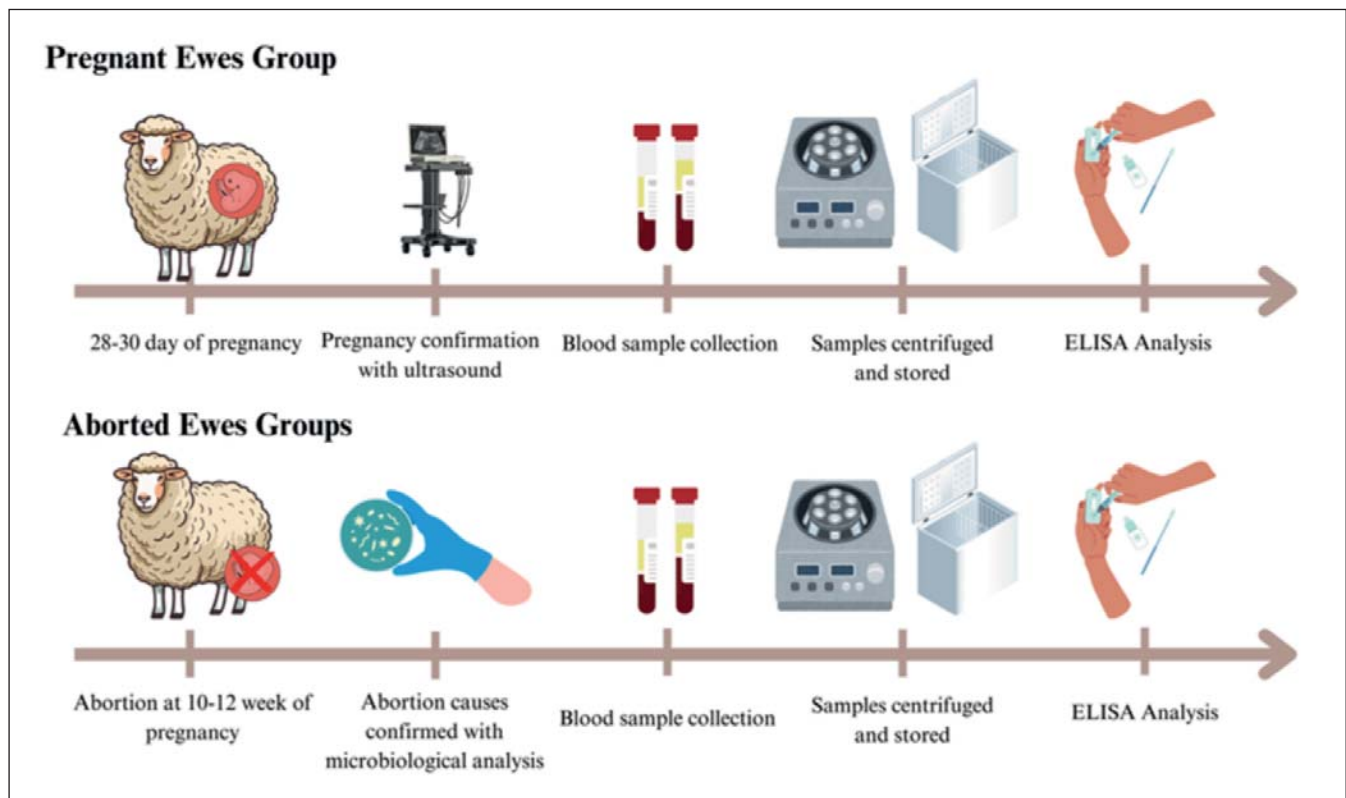 Pregnant Ewes Group
28-30 day of pregnancy
Pregnancy confirmation
with ultrasound
Blood sample collection
Samples centrifuged
and stored
ELISA Analysis
Aborted Ewes Groups
Abortion at 10-12 week of
pregnancy
Abortion causes
confirmed with
microbiological analysis
Blood sample collection
Samples centrifuged
and stored
ELISA Analysis